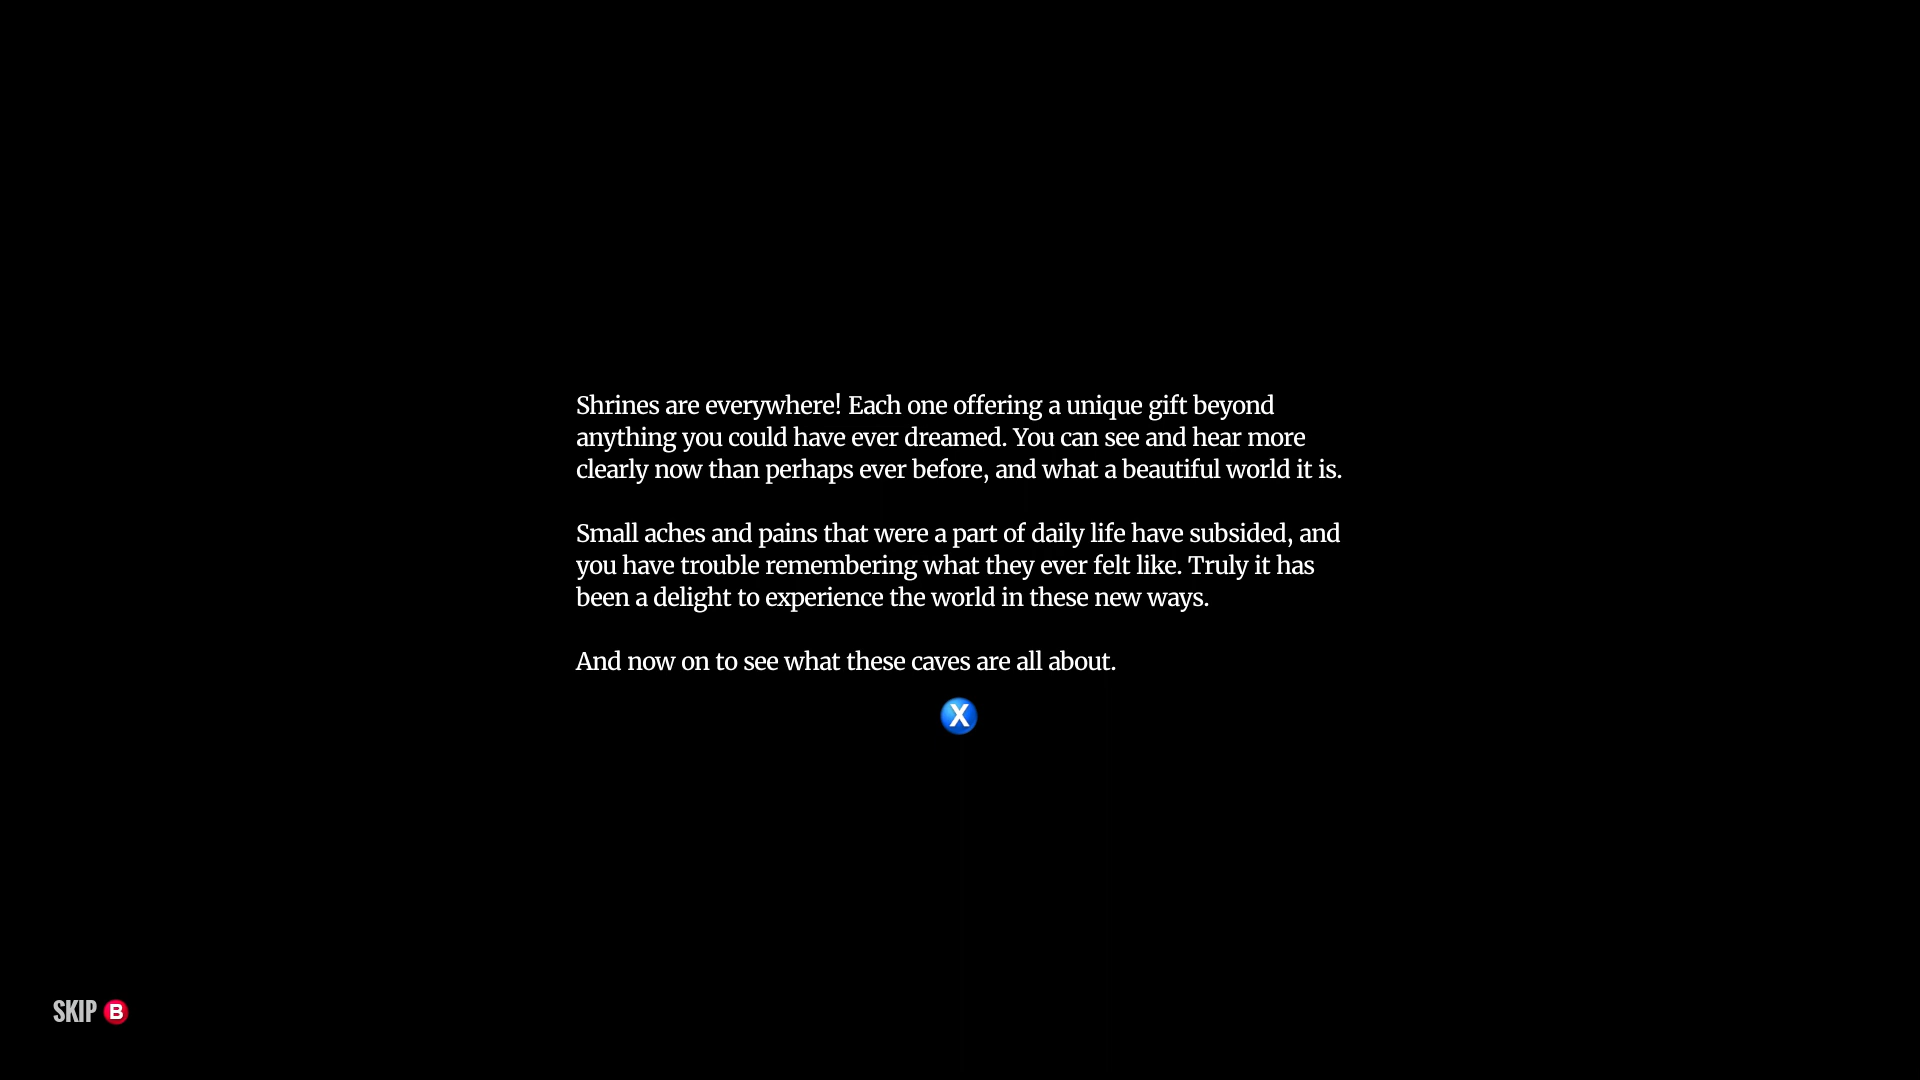 Shrines are everywhere! Each one offering a unique gift beyond
anything you could have ever dreamed. You can see and hear more
clearly now than perhaps ever before, and what a beautiful world it is.
Small aches and pains that were a part of daily life have subsided, and
you have trouble remembering what they ever felt like. Truly it has
been a delight to experience the world in these new ways.
And now on to see what these caves are all about.
X
SKIP B